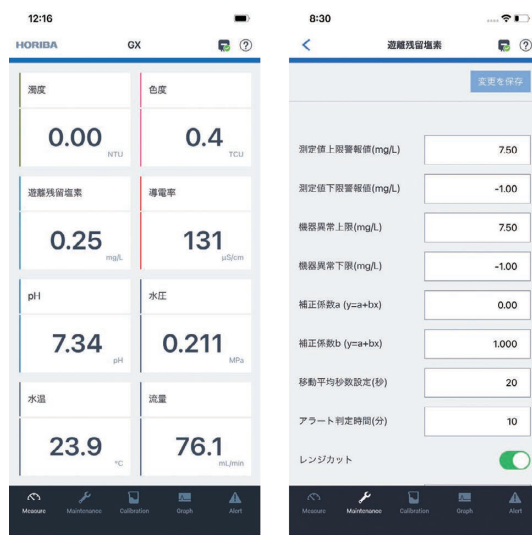 12:16
HORIBA GX
濁度 色度
0.00 NTU 0.4 TCU
遊離残留塩素 導電率
0.25 mg/L 131 μS/cm
pH 水圧
7.34 pH 0.211 MPa
水温 流量
23.9 °C 76.1 mL/min
Measure Maintenance Calibration Graph Alert
8:30
遊離残留塩素
変更を保存
測定値上限警報値(mg/L) 7.50
測定値下限警報値(mg/L) -1.00
機器異常上限(mg/L) 7.50
機器異常下限(mg/L) -1.00
補正係数a (y=a+bx) 0.00
補正係数b (y=a+bx) 1.000
移動平均秒数設定(秒) 20
アラート判定時間(分) 10
レンジカット
Measure Maintenance Calibration Graph Alert